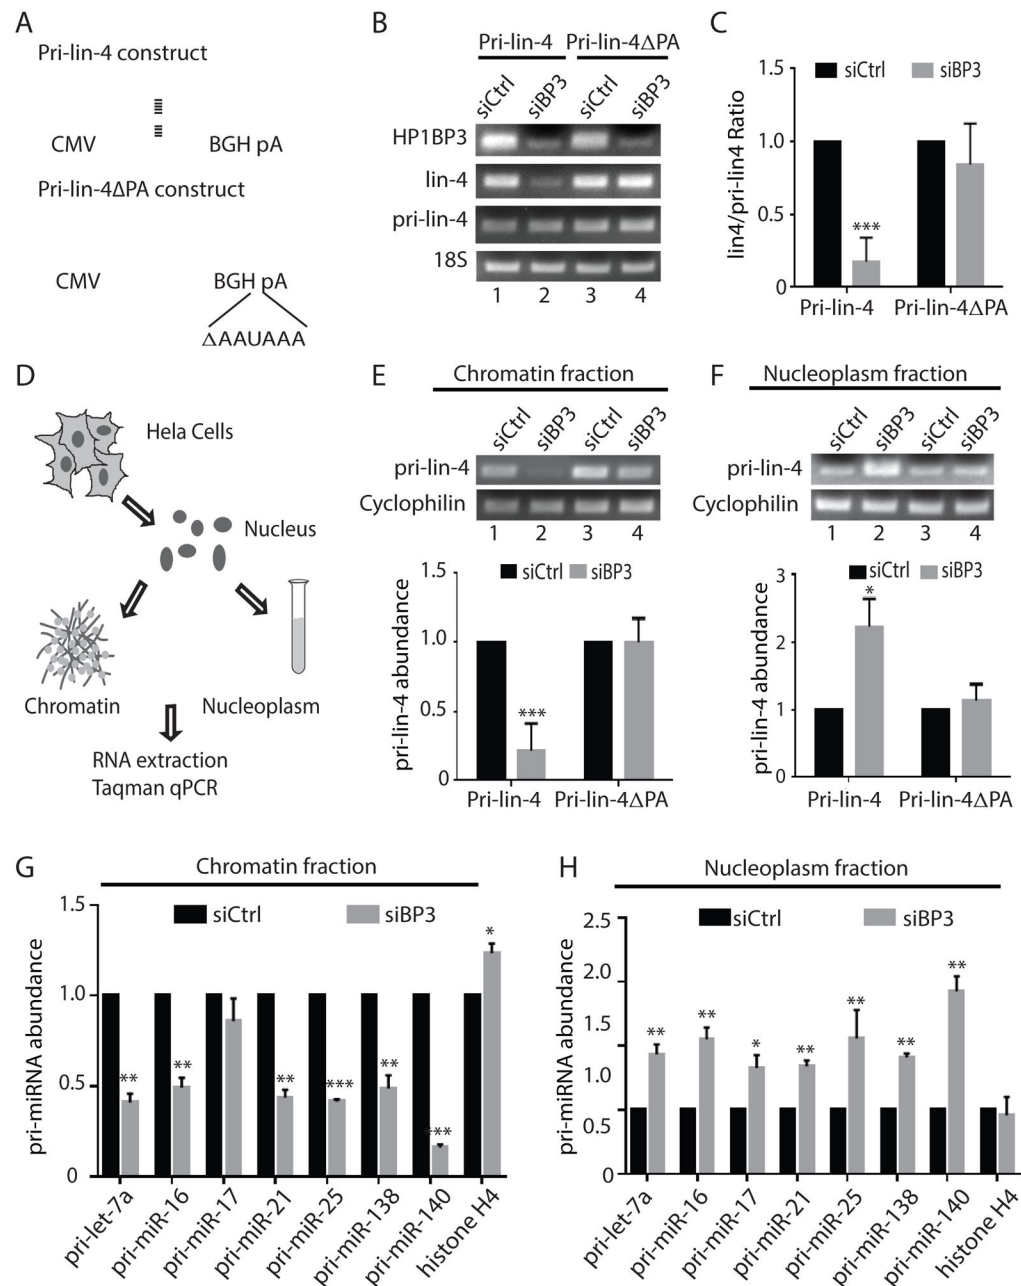 A
Pri-lin-4 construct
CMV
BGH pA
Pri-lin-4ΔPA construct
CMV
BGH pA
ΔAAUAAA
B
Pri-lin-4 Pri-lin-4ΔPA
siCtrl siBP3 siCtrl siBP3
HP1BP3
lin-4
pri-lin-4
18S
1 2 3 4
C
siCtrl siBP3
lin4/pri-lin4 Ratio
1.5
1.0
***
0.5
0
Pri-lin-4 Pri-lin-4ΔPA
D
Hela Cells
Nucleus
Chromatin Nucleoplasm
RNA extraction
Taqman qPCR
E
Chromatin fraction
siCtrl siBP3 siCtrl siBP3
pri-lin-4
Cyclophilin
1 2 3 4
siCtrl siBP3
pri-lin-4 abundance
1.5
1.0
***
0.5
0
Pri-lin-4 Pri-lin-4ΔPA
F
Nucleoplasm fraction
siCtrl siBP3 siCtrl siBP3
pri-lin-4
Cyclophilin
1 2 3 4
siCtrl siBP3
pri-lin-4 abundance
*
3
2
1
0
Pri-lin-4 Pri-lin-4ΔPA
G
Chromatin fraction
siCtrl siBP3
pri-miRNA abundance
1.5
1.0
0.5
0
** ** ** *** ** *** *
pri-let-7a pri-miR-16 pri-miR-17 pri-miR-21 pri-miR-25 pri-miR-138 pri-miR-140 histone H4
H
Nucleoplasm fraction
siCtrl siBP3
pri-miRNA abundance
2.5
2.0
1.5
1.0
0.5
0
** ** * ** ** ** **
pri-let-7a pri-miR-16 pri-miR-17 pri-miR-21 pri-miR-25 pri-miR-138 pri-miR-140 histone H4